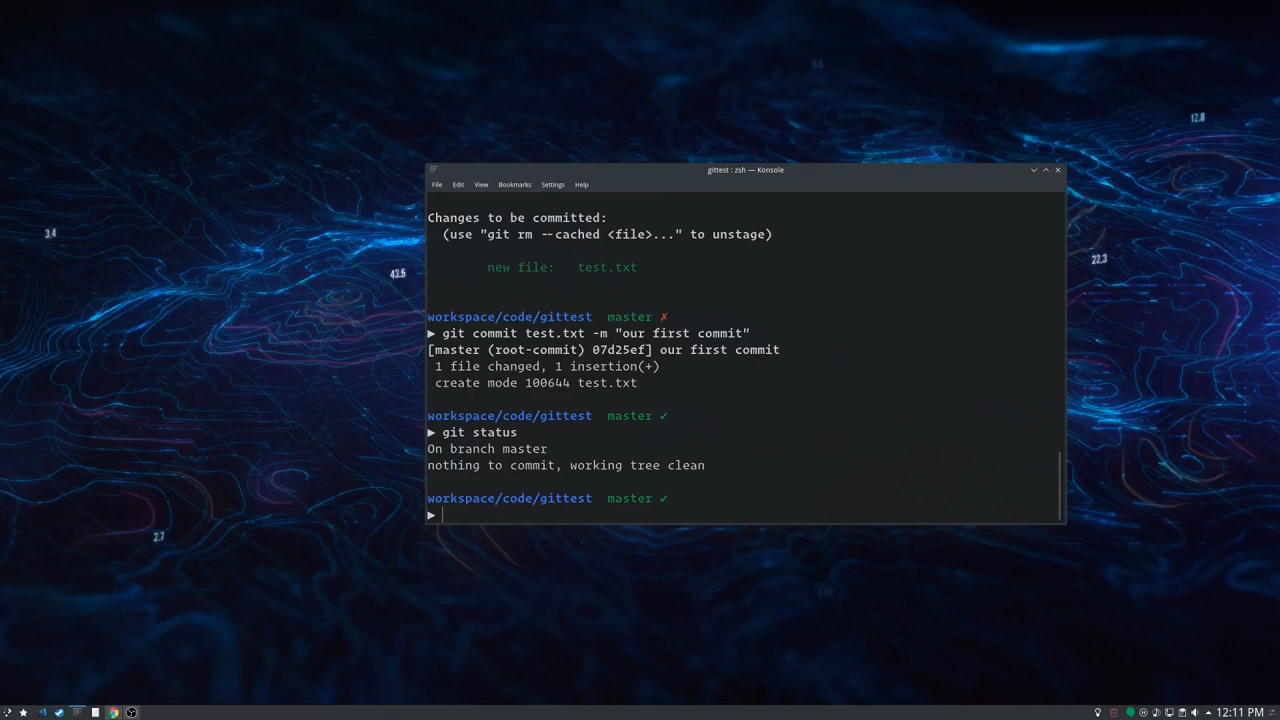 12.8
3.4
22.3
43.5
2.7
gittest : zsh — Konsole
File Edit View Bookmarks Settings Help
Changes to be committed:
(use "git rm --cached <file>..." to unstage)
new file: test.txt
workspace/code/gittest master ✗
▶ git commit test.txt -m "our first commit"
[master (root-commit) 07d25ef] our first commit
1 file changed, 1 insertion(+)
create mode 100644 test.txt
workspace/code/gittest master ✔
▶ git status
On branch master
nothing to commit, working tree clean
workspace/code/gittest master ✔
▶
12:11 PM